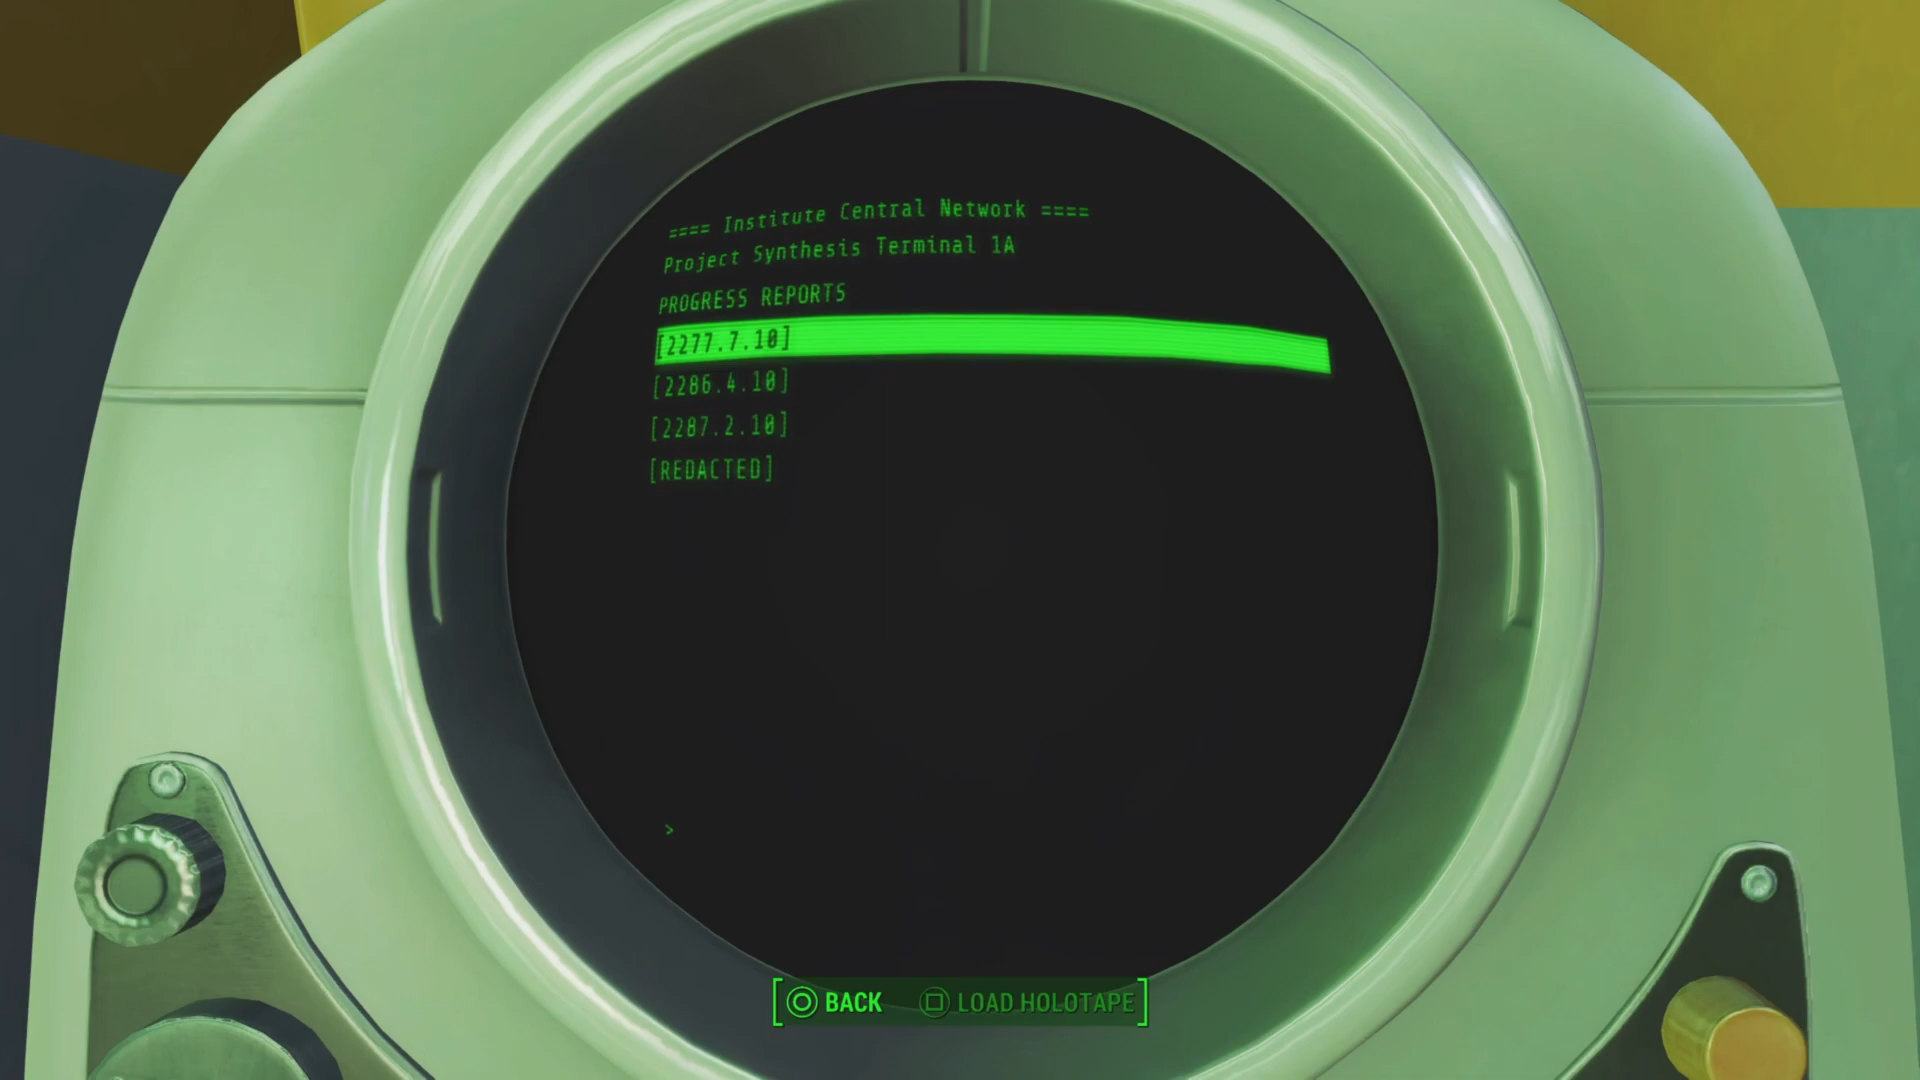 ==== Institute Central Network ====
Project Synthesis Terminal 1A
PROGRESS REPORTS
[2277.7.10]
[2286.4.10]
[2287.2.10]
[REDACTED]
>
BACK LOAD HOLOTAPE